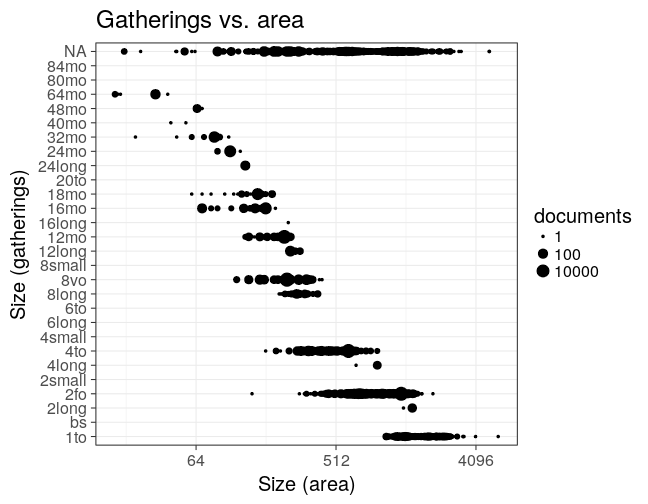 Gatherings vs. area
NA
84mo
80mo
64mo
48mo
40mo
32mo
24mo
24long
20to
18mo
16mo
16long
12mo
12long
8small
8vo
8long
6to
6long
4small
4to
4long
2small
2fo
2long
bs
1to
64
512
4096
Size (area)
Size (gatherings)
documents
1
100
10000